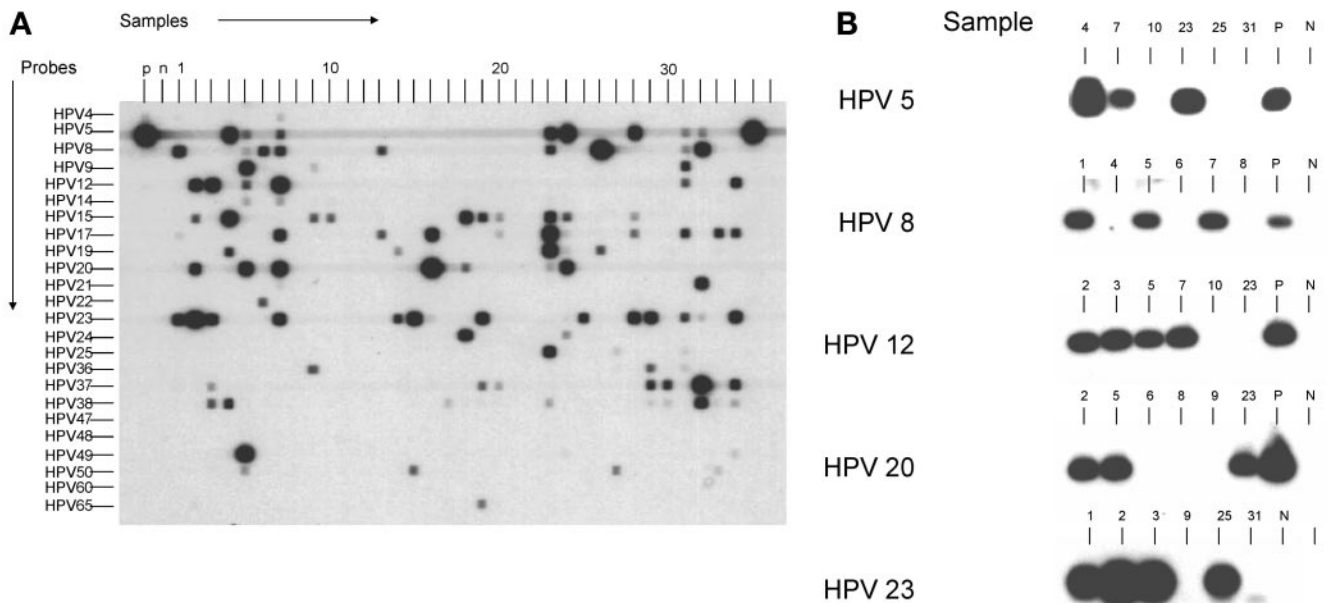 A
Samples
Probes
p n 1 10 20 30
HPV4
HPV5
HPV8
HPV9
HPV12
HPV14
HPV15
HPV17
HPV19
HPV20
HPV21
HPV22
HPV23
HPV24
HPV25
HPV36
HPV37
HPV38
HPV47
HPV48
HPV49
HPV50
HPV60
HPV65
B
Sample
4 7 10 23 25 31 P N
HPV 5
1 4 5 6 7 8 P N
HPV 8
2 3 5 7 10 23 P N
HPV 12
2 5 6 8 9 23 P N
HPV 20
1 2 3 9 25 31 N
HPV 23